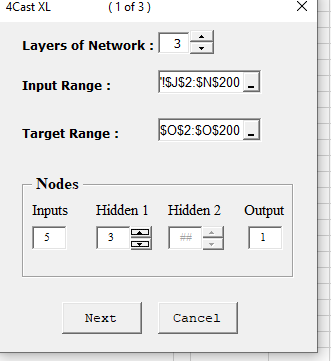 4Cast XL ( 1 of 3 )
Layers of Network : 3
Input Range : '!$J$2:$N$200
Target Range : $O$2:$O$200
Nodes
Inputs Hidden 1 Hidden 2 Output
5 3 ## 1
Next Cancel